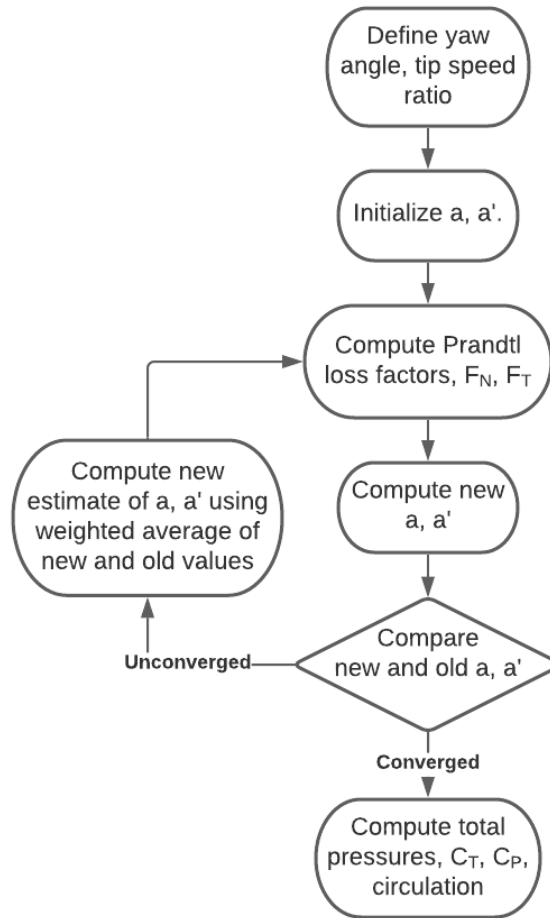 Define yaw
angle, tip speed
ratio
Initialize a, a'.
Compute Prandtl
loss factors, F_N, F_T
Compute new
a, a'
Compute new
estimate of a, a' using
weighted average of
new and old values
Compare
new and old a, a'
Unconverged
Converged
Compute total
pressures, C_T, C_P,
circulation